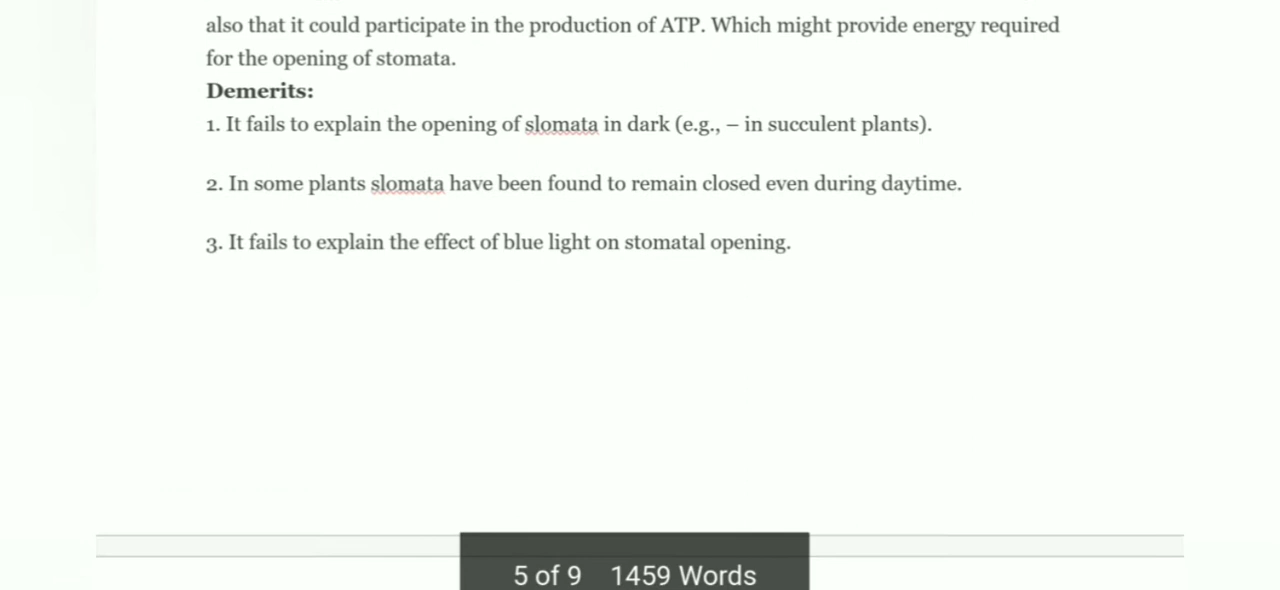 also that it could participate in the production of ATP. Which might provide energy required
for the opening of stomata.
Demerits:
1. It fails to explain the opening of slomata in dark (e.g., – in succulent plants).
2. In some plants slomata have been found to remain closed even during daytime.
3. It fails to explain the effect of blue light on stomatal opening.
5 of 9 1459 Words